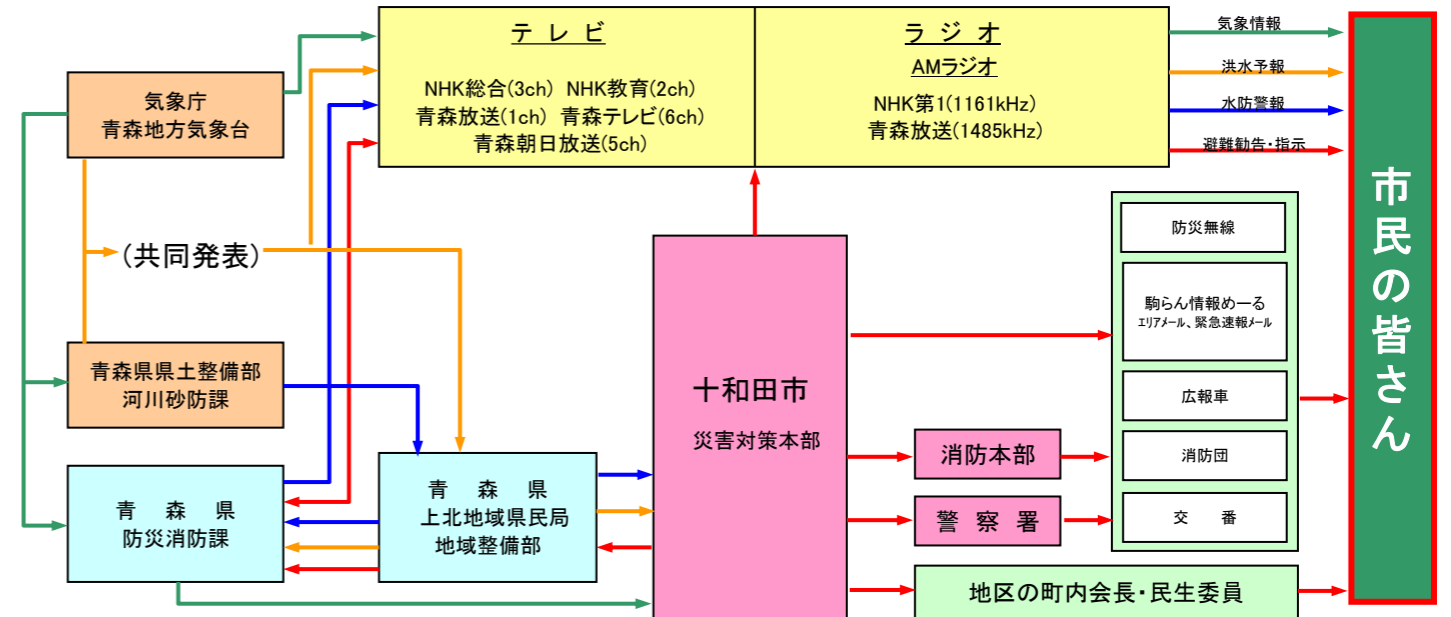 テ レ ビ
NHK総合(3ch) NHK教育(2ch)
青森放送(1ch) 青森テレビ(6ch)
青森朝日放送(5ch)
ラ ジ オ
AMラジオ
NHK第1(1161kHz)
青森放送(1485kHz)
気象情報
洪水予報
水防警報
避難勧告・指示
気象庁
青森地方気象台
(共同発表)
青森県県土整備部
河川砂防課
青 森 県
防災消防課
青 森 県
上北地域県民局
地域整備部
十和田市
災害対策本部
消防本部
警 察 署
防災無線
駒らん情報めーる
エリアメール、緊急速報メール
広報車
消防団
交 番
地区の町内会長・民生委員
市民の皆さん